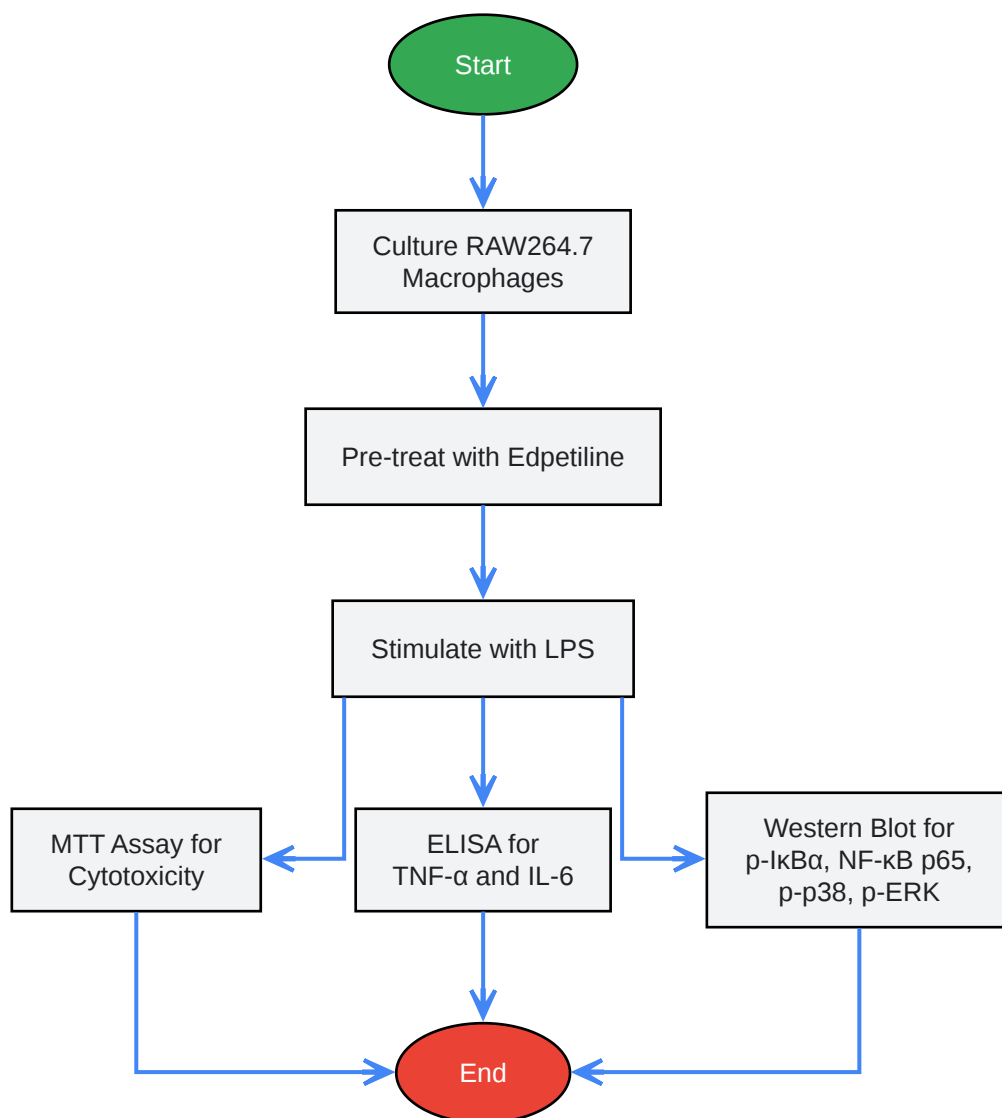 Start
Culture RAW264.7
Macrophages
Pre-treat with Edpetiline
Stimulate with LPS
MTT Assay for
Cytotoxicity
ELISA for
TNF-α and IL-6
Western Blot for
p-IκBα, NF-κB p65,
p-p38, p-ERK
End